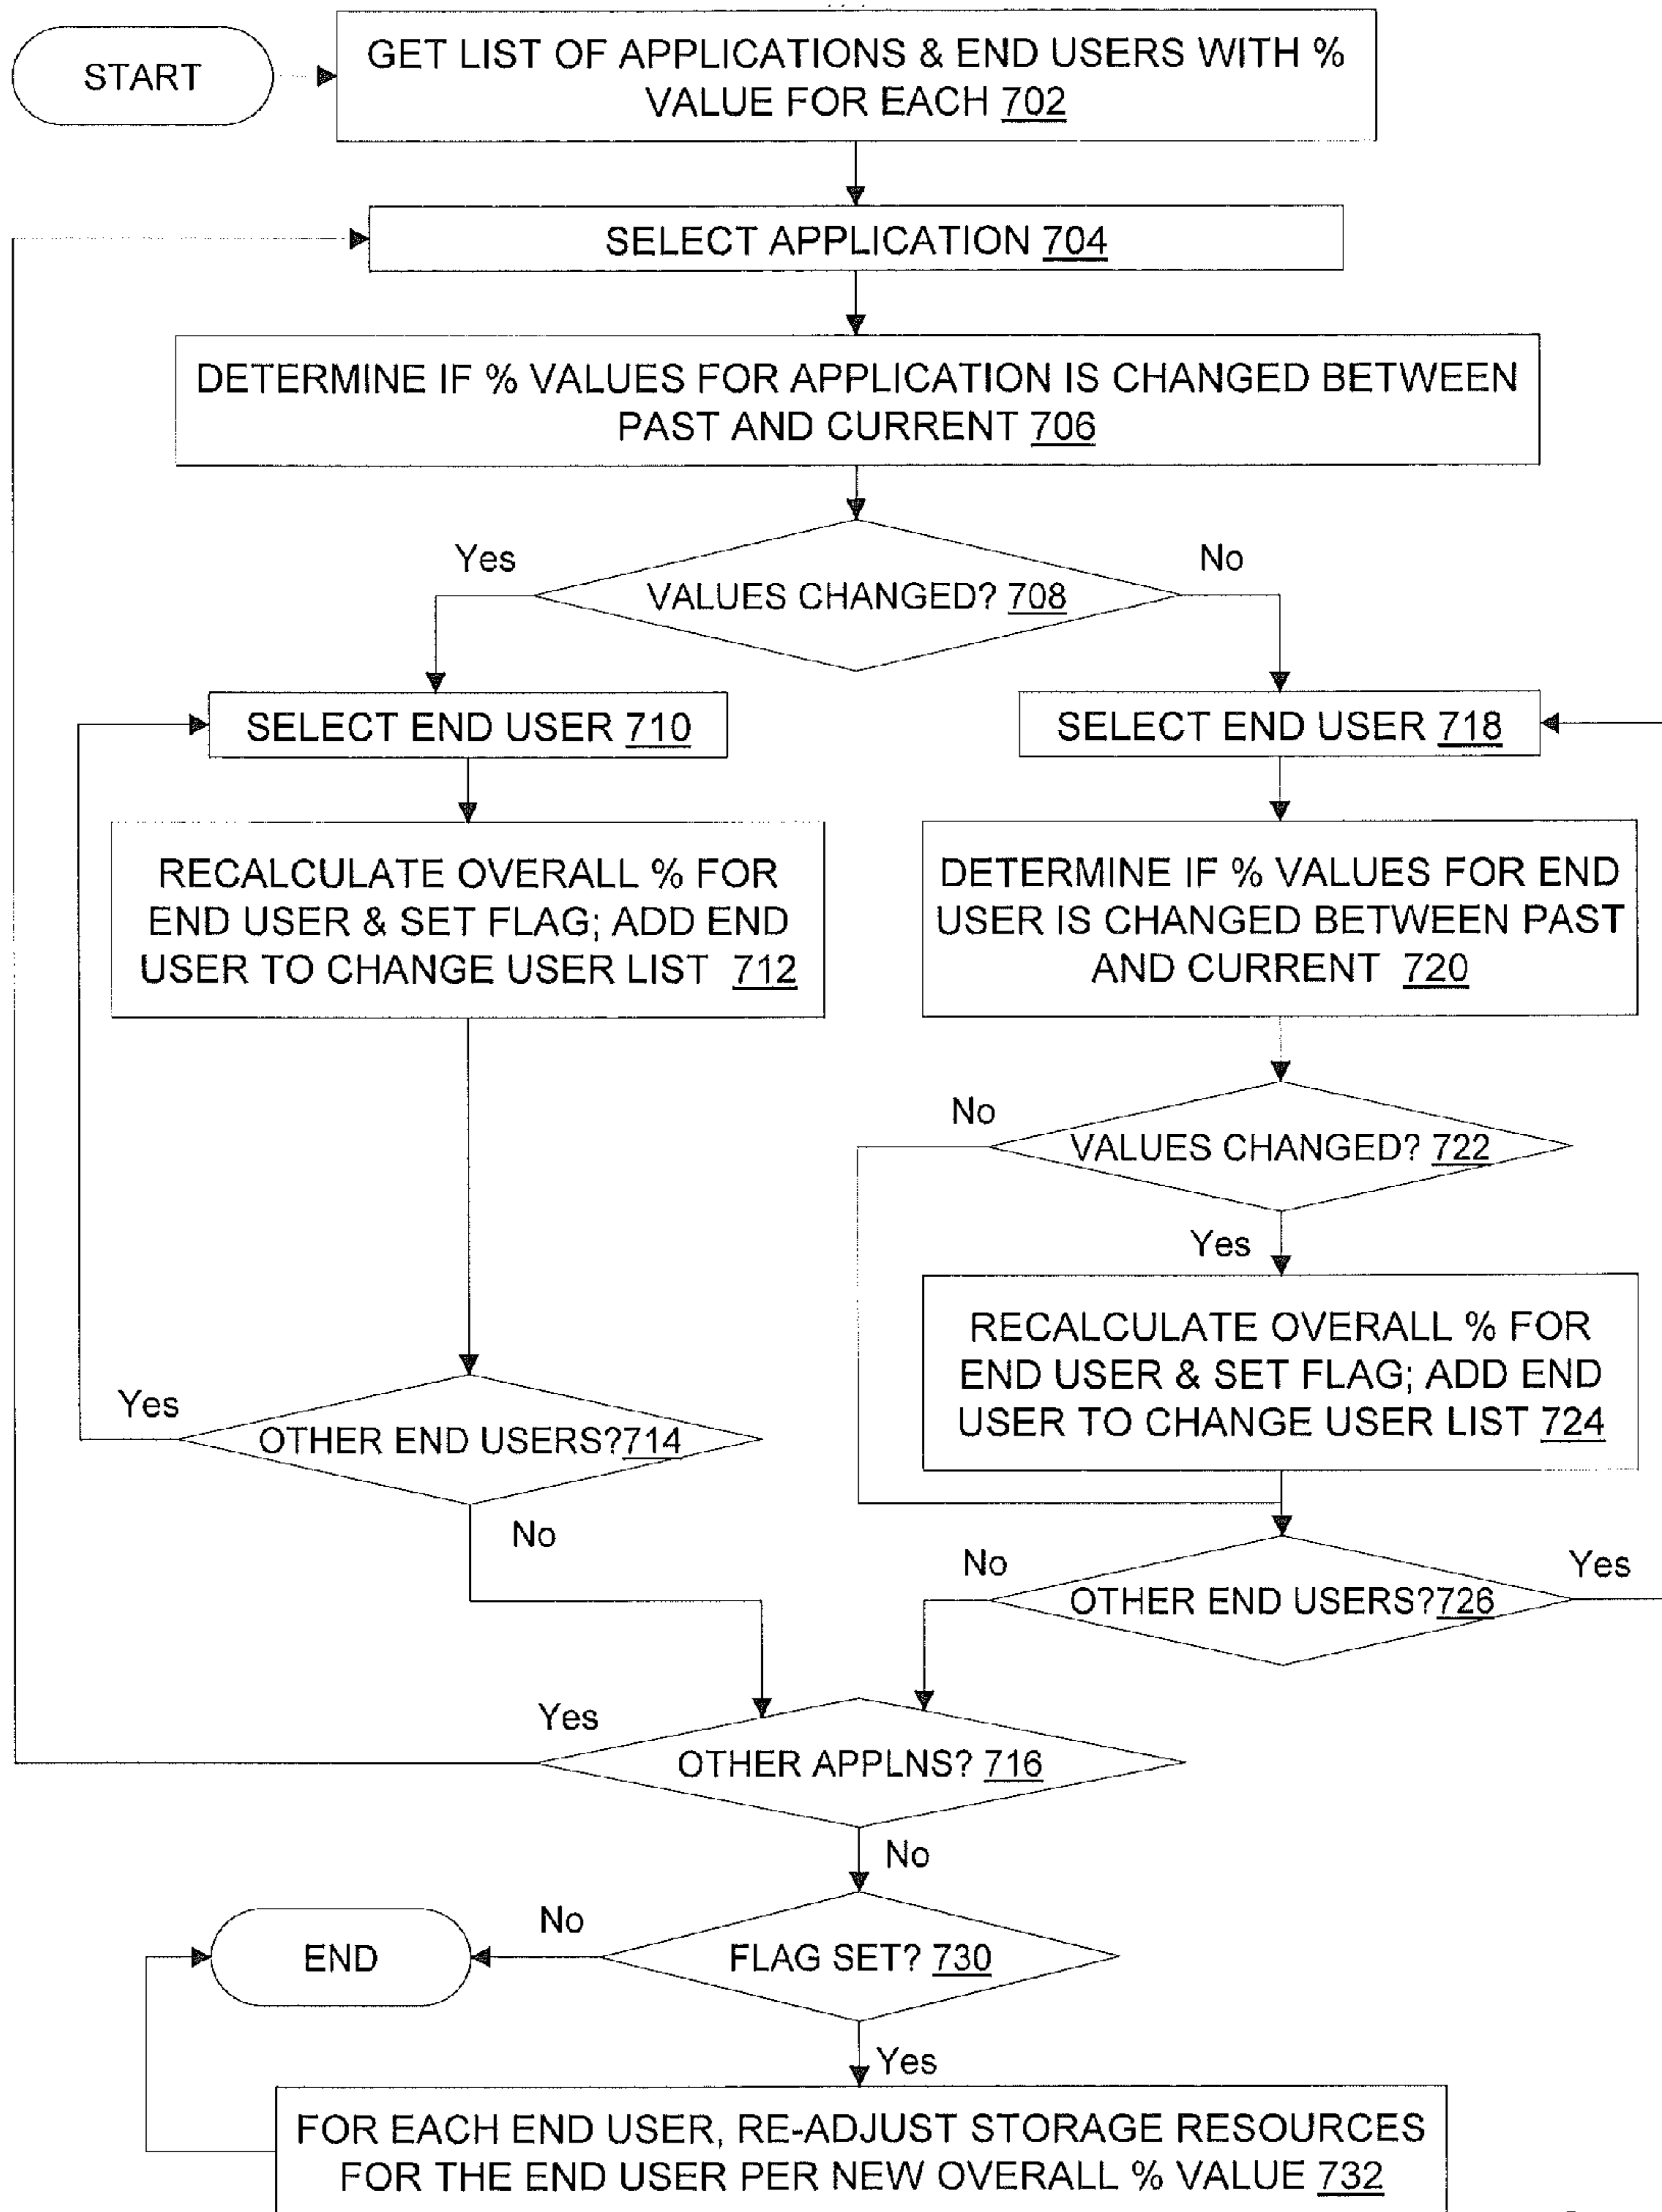 START
GET LIST OF APPLICATIONS & END USERS WITH %
VALUE FOR EACH 702
SELECT APPLICATION 704
DETERMINE IF % VALUES FOR APPLICATION IS CHANGED BETWEEN
PAST AND CURRENT 706
Yes
No
VALUES CHANGED? 708
SELECT END USER 710
SELECT END USER 718
RECALCULATE OVERALL % FOR
END USER & SET FLAG; ADD END
USER TO CHANGE USER LIST 712
DETERMINE IF % VALUES FOR END
USER IS CHANGED BETWEEN PAST
AND CURRENT 720
No
VALUES CHANGED? 722
Yes
RECALCULATE OVERALL % FOR
END USER & SET FLAG; ADD END
USER TO CHANGE USER LIST 724
Yes
OTHER END USERS?714
No
No
Yes
OTHER END USERS?726
Yes
OTHER APPLNS? 716
No
No
END
FLAG SET? 730
Yes
FOR EACH END USER, RE-ADJUST STORAGE RESOURCES
FOR THE END USER PER NEW OVERALL % VALUE 732